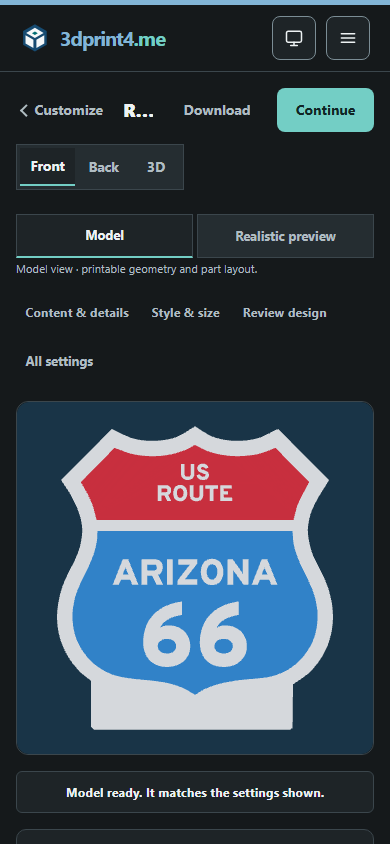 3dprint4.me
Customize R... Download Continue
Front Back 3D
Model Realistic preview
Model view · printable geometry and part layout.
Content & details Style & size Review design
All settings
US
ROUTE
ARIZONA
66
Model ready. It matches the settings shown.